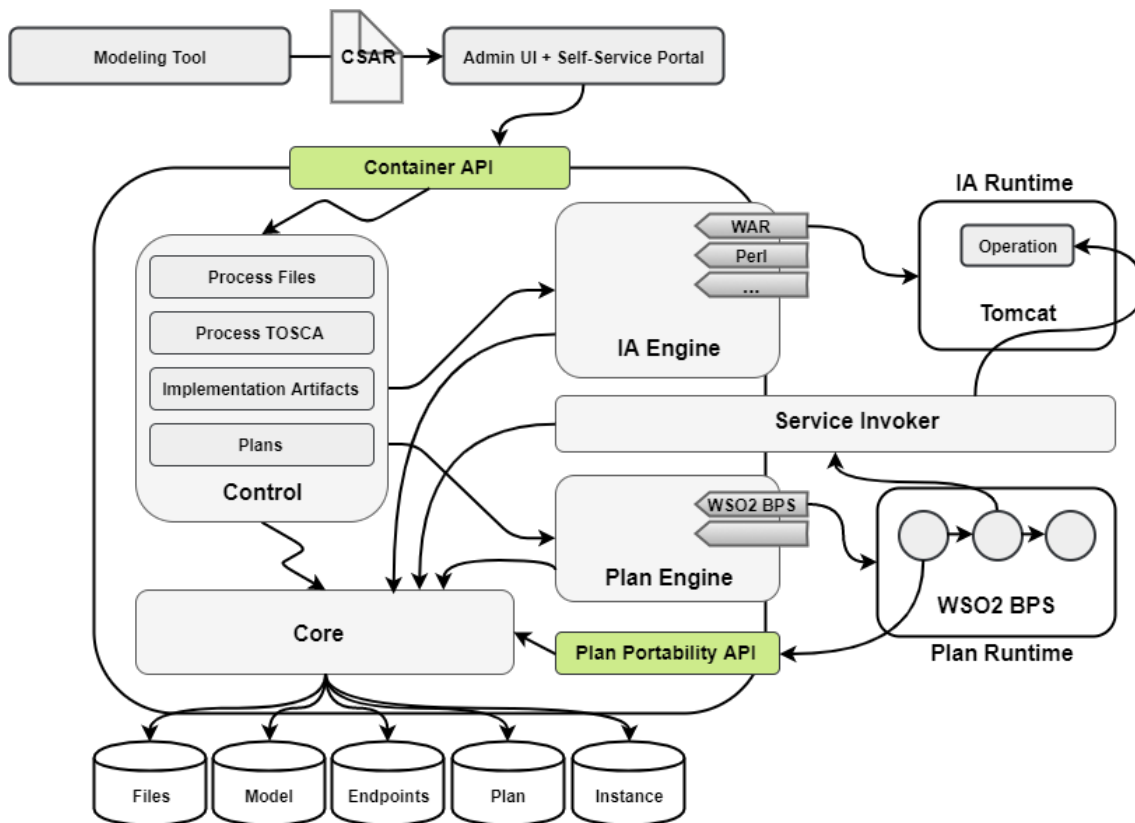 Modeling Tool
CSAR
Admin UI + Self-Service Portal
Container API
IA Runtime
WAR
Perl
...
Operation
Tomcat
IA Engine
Process Files
Process TOSCA
Implementation Artifacts
Plans
Control
Service Invoker
WSO2 BPS
Plan Engine
WSO2 BPS
Plan Runtime
Core
Plan Portability API
Files
Model
Endpoints
Plan
Instance